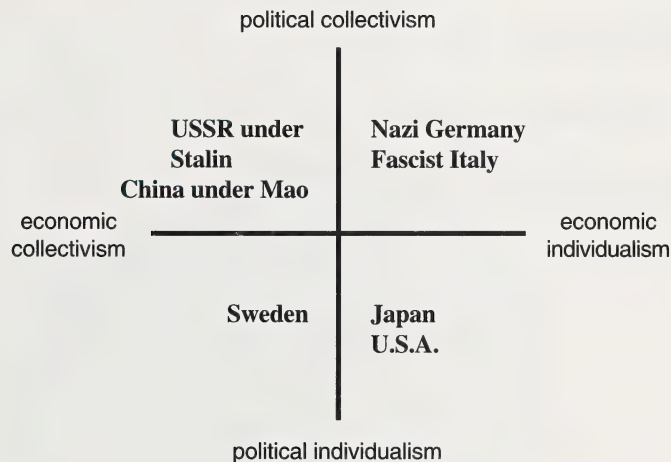 political collectivism
USSR under
Stalin
China under Mao
Nazi Germany
Fascist Italy
economic
collectivism
economic
individualism
Sweden
Japan
U.S.A.
political individualism